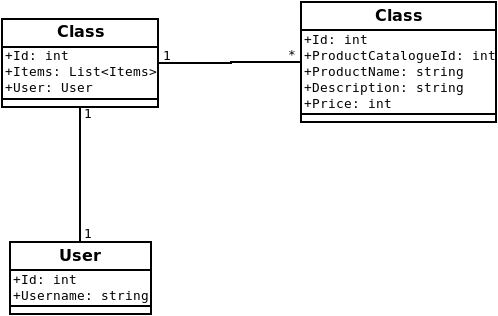 Class
+Id: int
+Items: List<Items>
+User: User
1
*
1
Class
+Id: int
+ProductCatalogueId: int
+ProductName: string
+Description: string
+Price: int
1
User
+Id: int
+Username: string